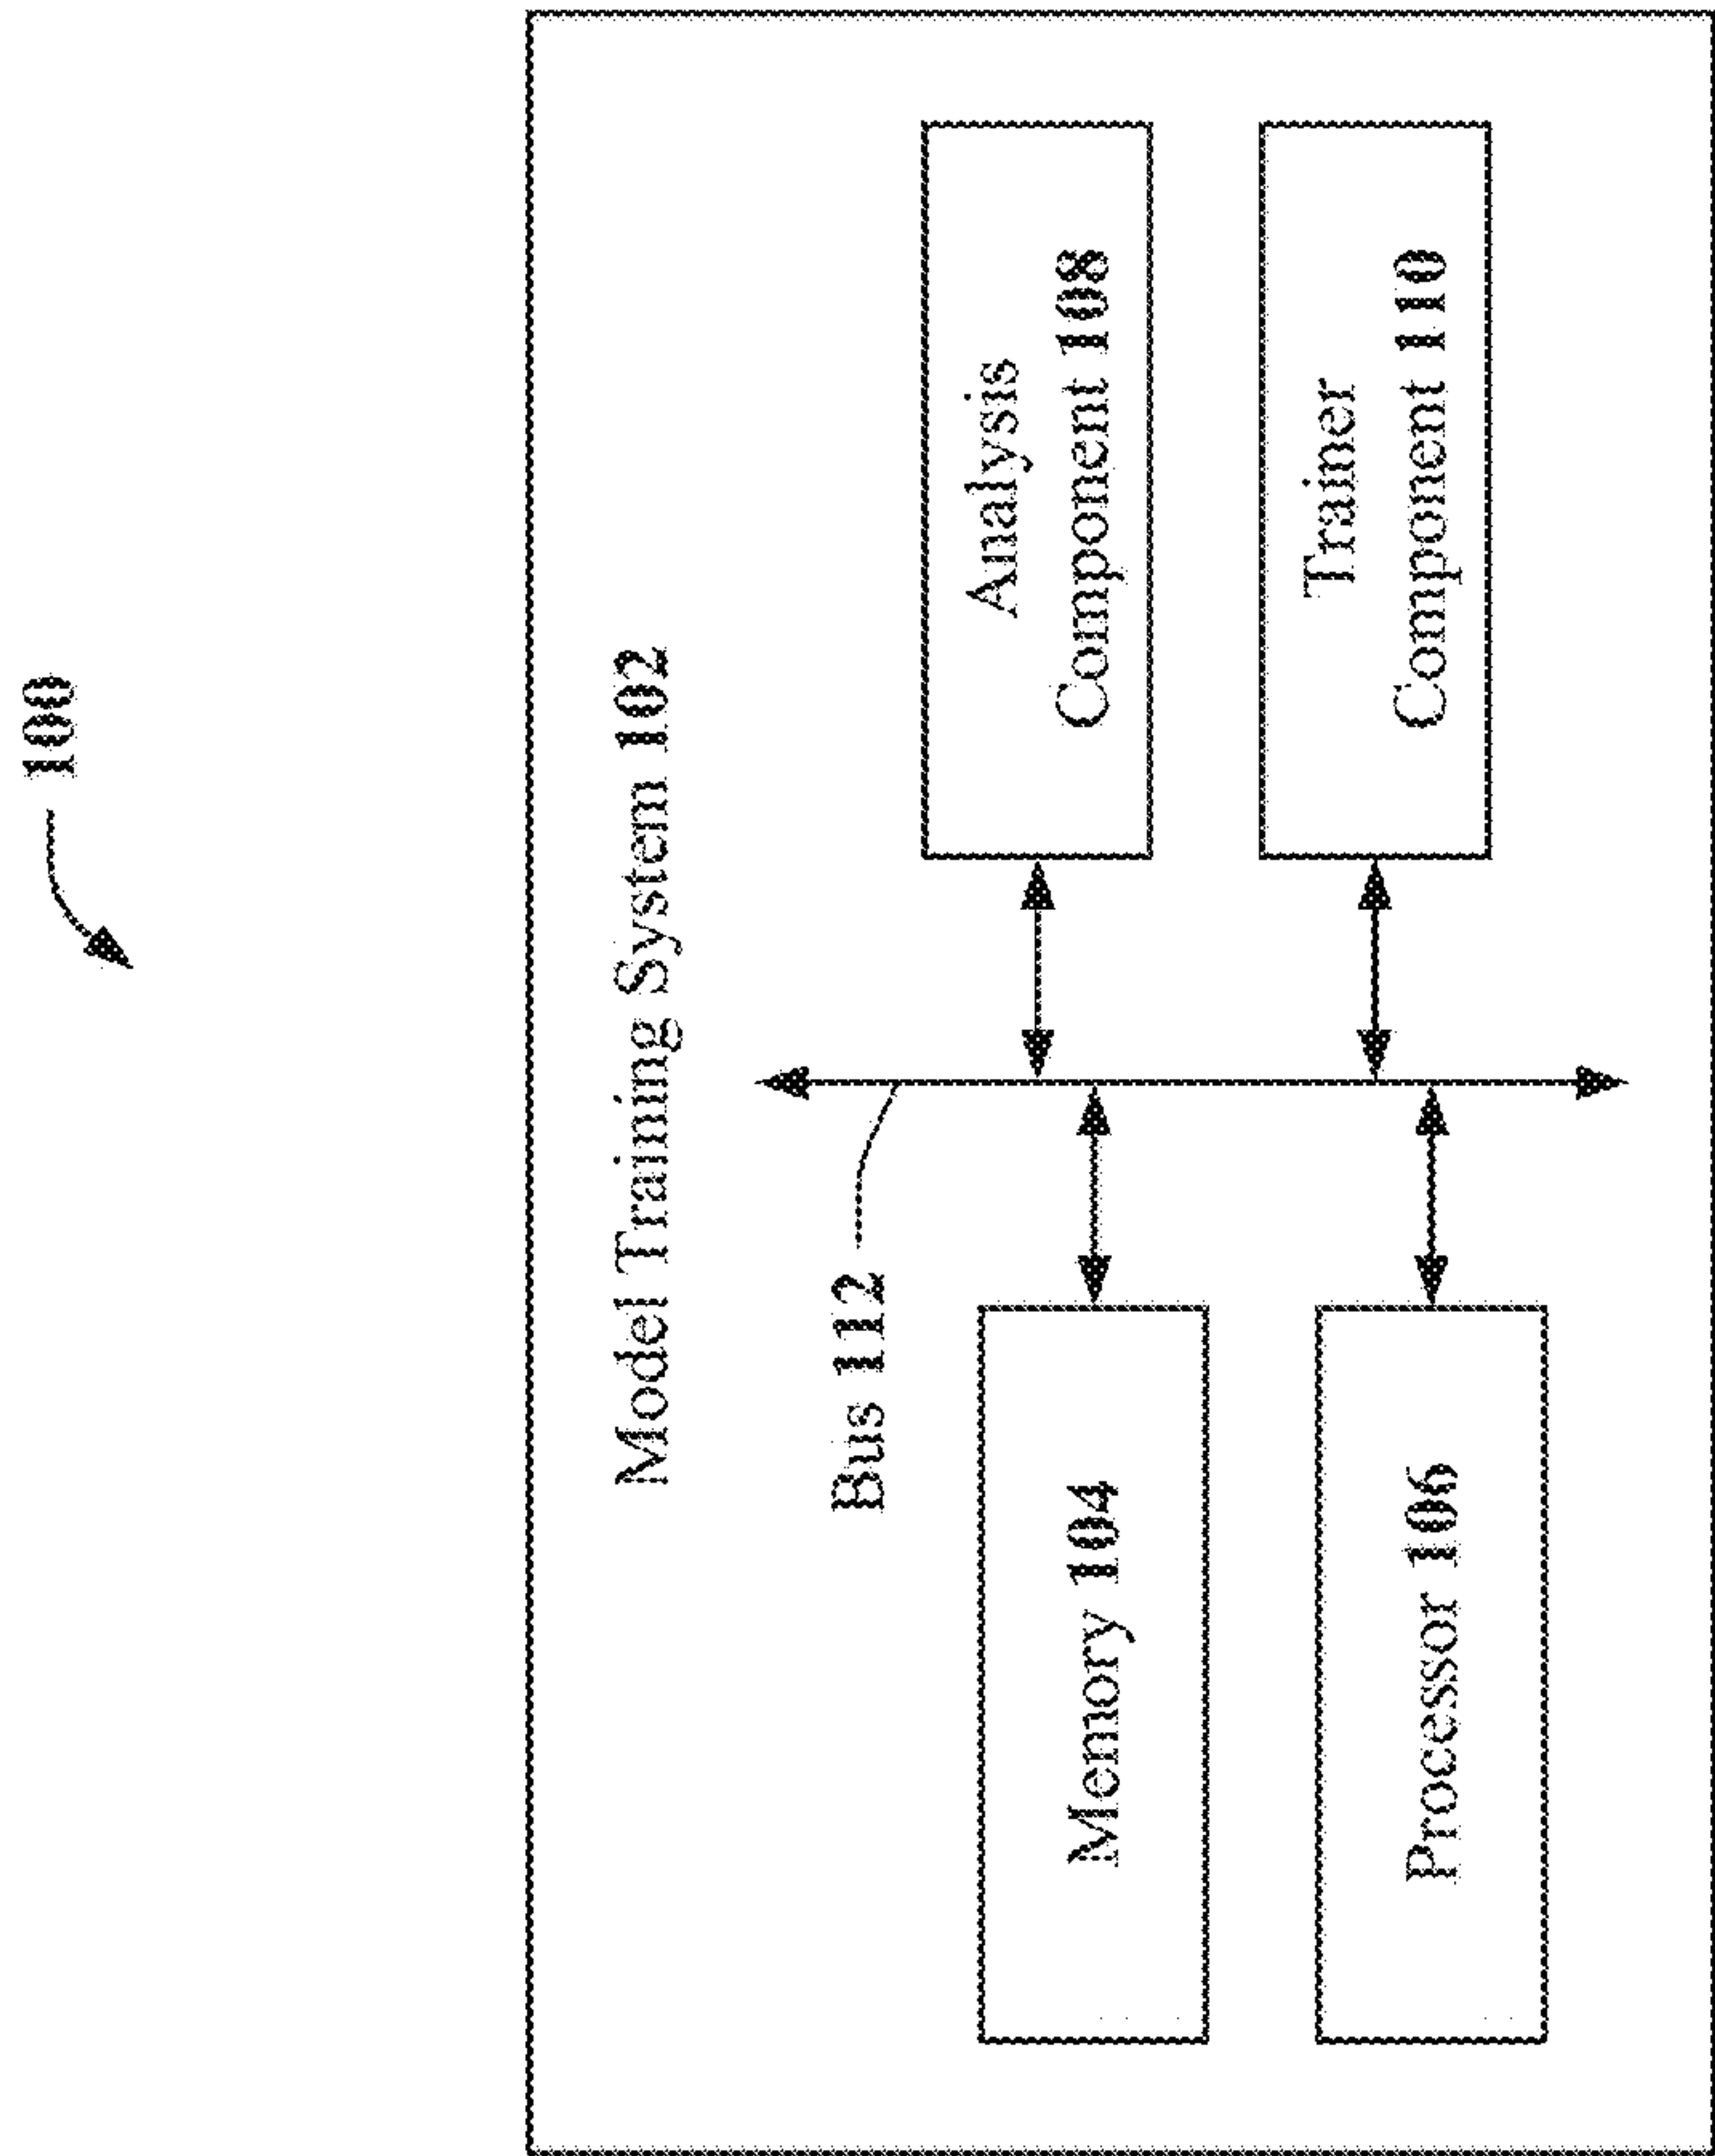 100
Model Training System 102
Bus 112
Memory 104
Analysis
Component 108
Processor 106
Trainer
Component 110